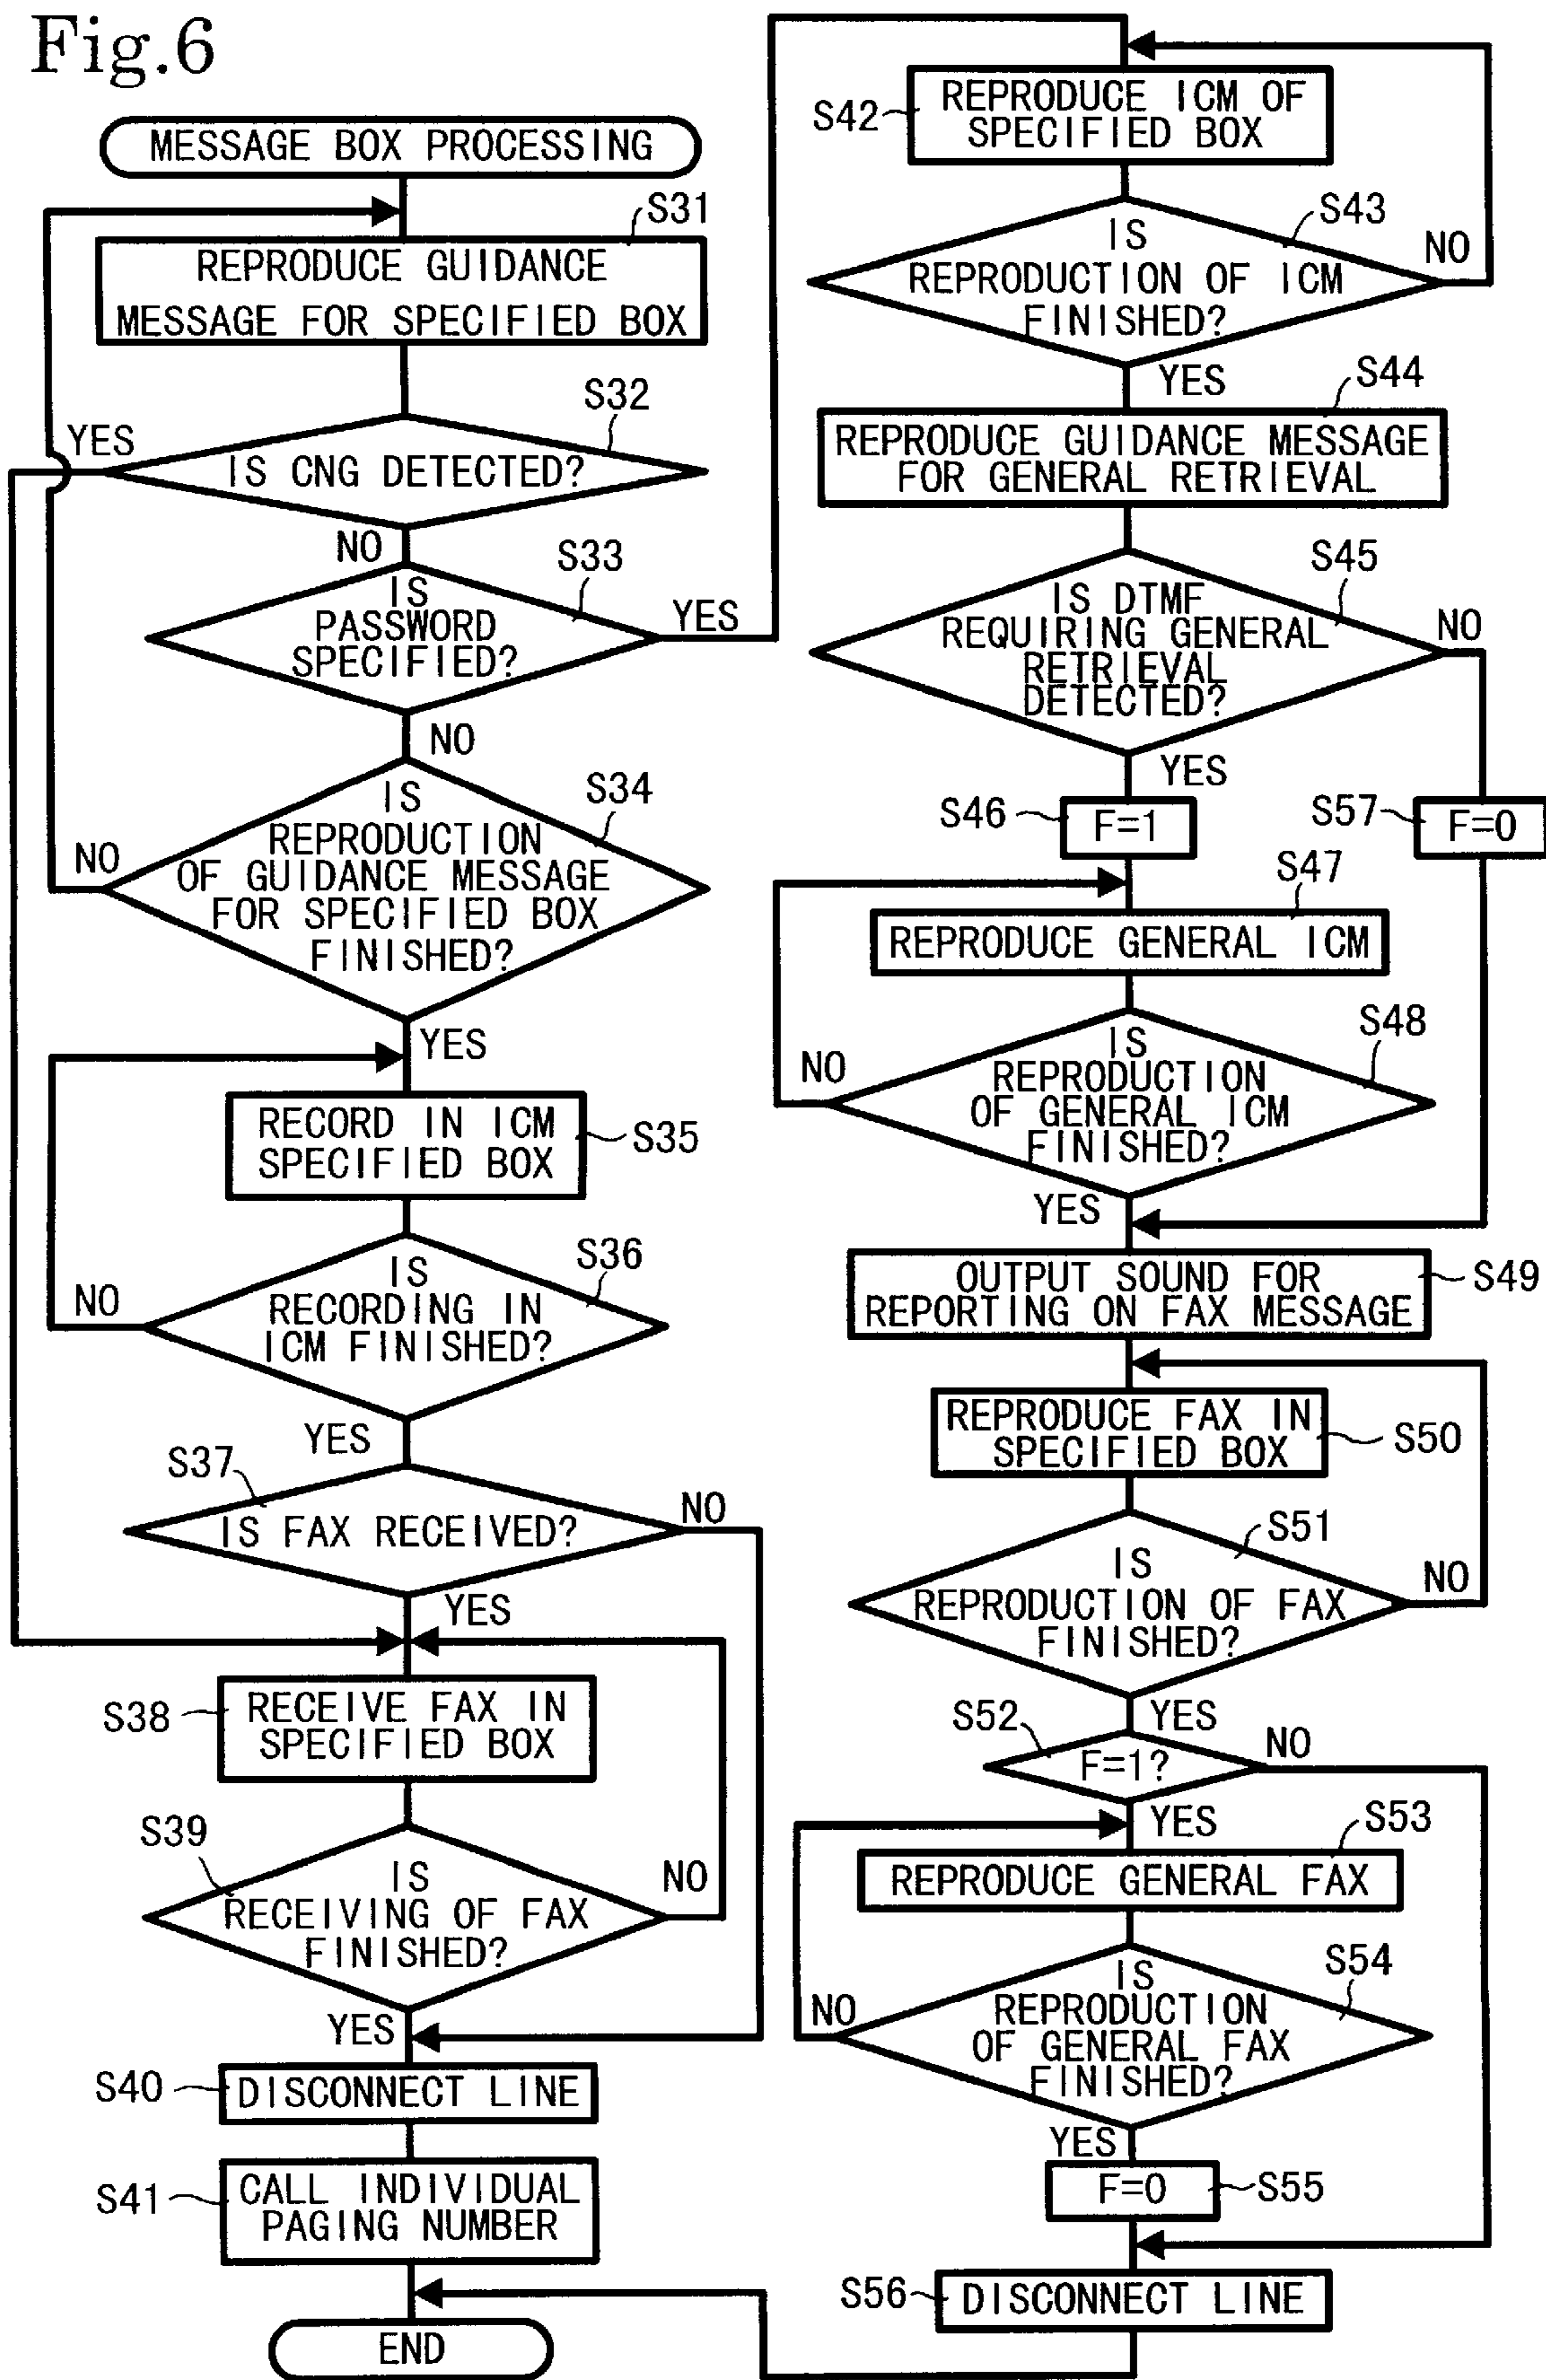 Fig.6
MESSAGE BOX PROCESSING
S31
REPRODUCE GUIDANCE
MESSAGE FOR SPECIFIED BOX
S32
YES
IS CNG DETECTED?
NO
S33
IS
PASSWORD
SPECIFIED?
YES
NO
S34
IS
REPRODUCTION
OF GUIDANCE MESSAGE
FOR SPECIFIED BOX
FINISHED?
NO
YES
RECORD IN ICM
SPECIFIED BOX
S35
S36
IS
RECORDING IN
ICM FINISHED?
NO
YES
S37
IS FAX RECEIVED?
NO
YES
S38
RECEIVE FAX IN
SPECIFIED BOX
S39
IS
RECEIVING OF FAX
FINISHED?
NO
YES
S40
DISCONNECT LINE
S41
CALL INDIVIDUAL
PAGING NUMBER
END
S42
REPRODUCE ICM OF
SPECIFIED BOX
S43
IS
REPRODUCTION OF ICM
FINISHED?
NO
YES
S44
REPRODUCE GUIDANCE MESSAGE
FOR GENERAL RETRIEVAL
S45
IS DTMF
REQUIRING GENERAL
RETRIEVAL
DETECTED?
NO
YES
S46
F=1
S57
F=0
S47
REPRODUCE GENERAL ICM
S48
IS
REPRODUCTION
OF GENERAL ICM
FINISHED?
NO
YES
OUTPUT SOUND FOR
REPORTING ON FAX MESSAGE
S49
REPRODUCE FAX IN
SPECIFIED BOX
S50
S51
IS
REPRODUCTION OF FAX
FINISHED?
NO
YES
S52
F=1?
NO
YES
S53
REPRODUCE GENERAL FAX
S54
IS
REPRODUCTION
OF GENERAL FAX
FINISHED?
NO
YES
F=0
S55
S56
DISCONNECT LINE